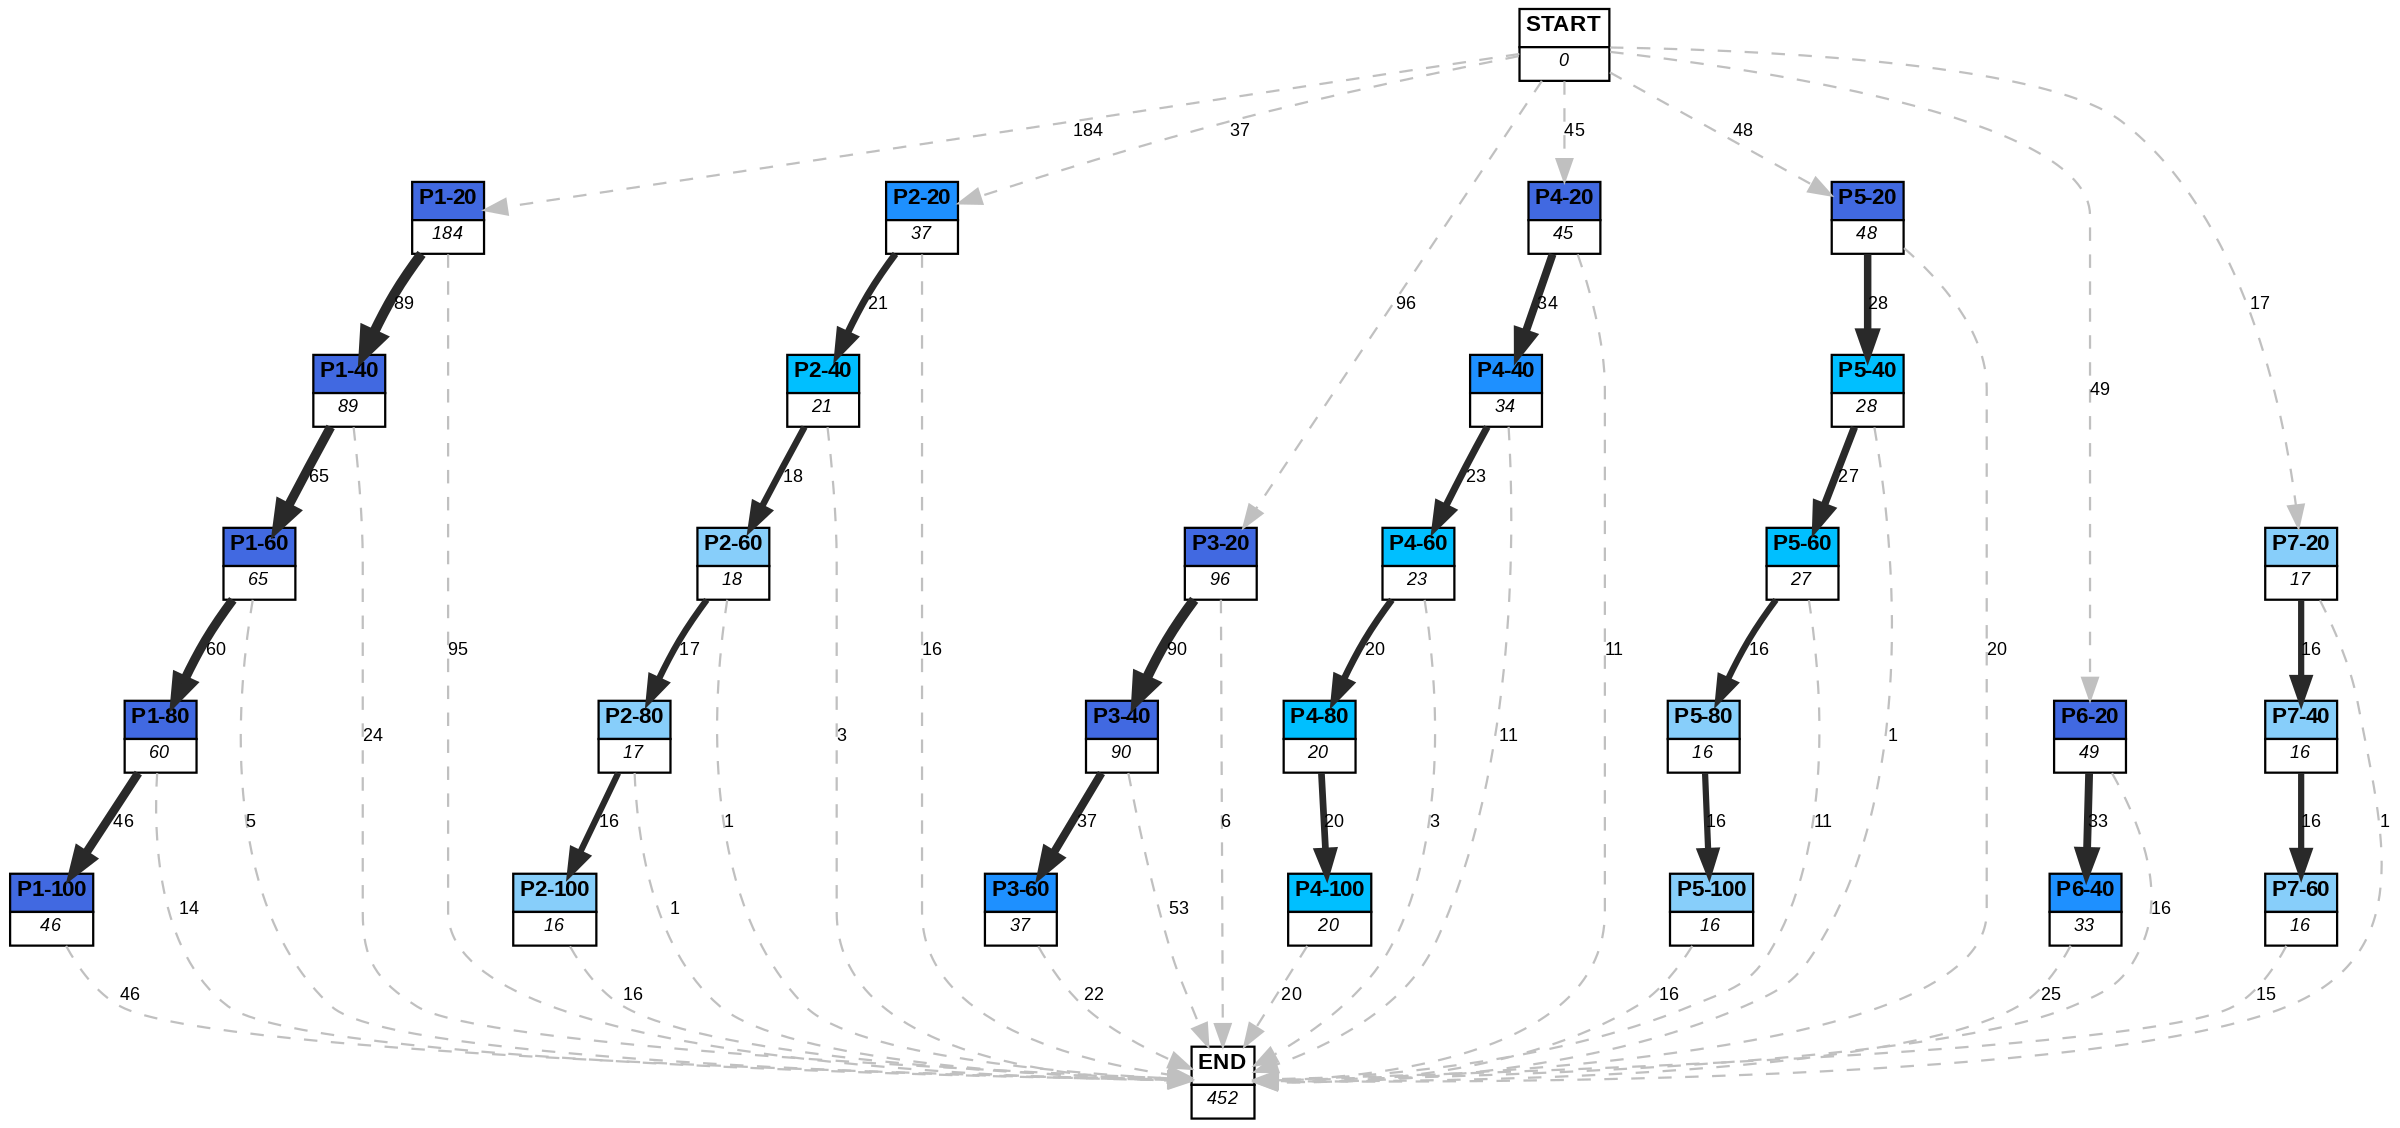 START
0
184
37
45
48
P1-20
184
P2-20
37
P4-20
45
P5-20
48
89
21
96
34
28
17
P1-40
89
P2-40
21
P4-40
34
P5-40
28
49
65
18
23
27
P1-60
65
P2-60
18
P3-20
96
P4-60
23
P5-60
27
P7-20
17
60
95
17
16
90
20
11
16
20
16
P1-80
60
24
P2-80
17
3
P3-40
90
P4-80
20
11
P5-80
16
1
P6-20
49
P7-40
16
46
5
16
1
37
6
20
3
16
11
33
16
1
P1-100
46
14
P2-100
16
1
P3-60
37
53
P4-100
20
P5-100
16
P6-40
33
16
P7-60
16
46
16
22
20
16
25
15
END
452